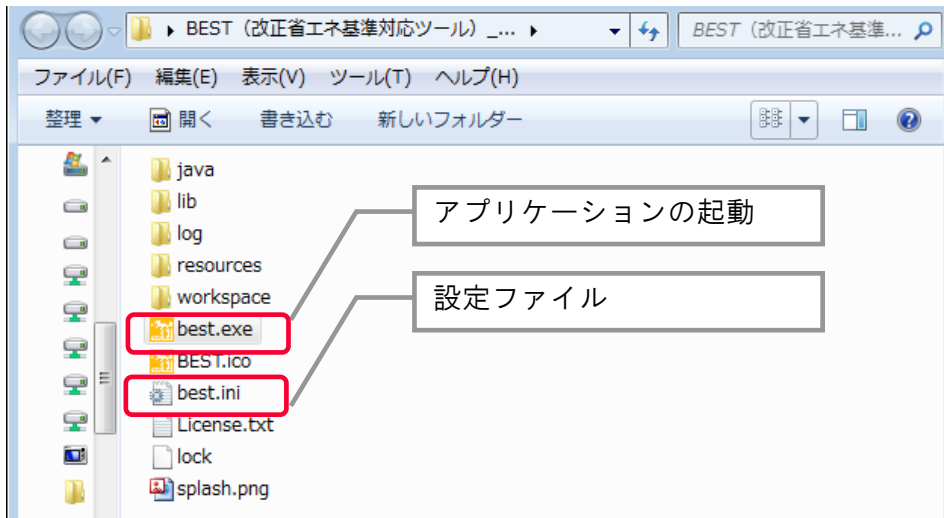 BEST（改正省エネ基準対応ツール）_...
BEST（改正省エネ基準...
ファイル(F) 編集(E) 表示(V) ツール(T) ヘルプ(H)
整理 開く 書き込む 新しいフォルダー
java
lib
log
resources
workspace
best.exe
BEST.ico
best.ini
License.txt
lock
splash.png
アプリケーションの起動
設定ファイル